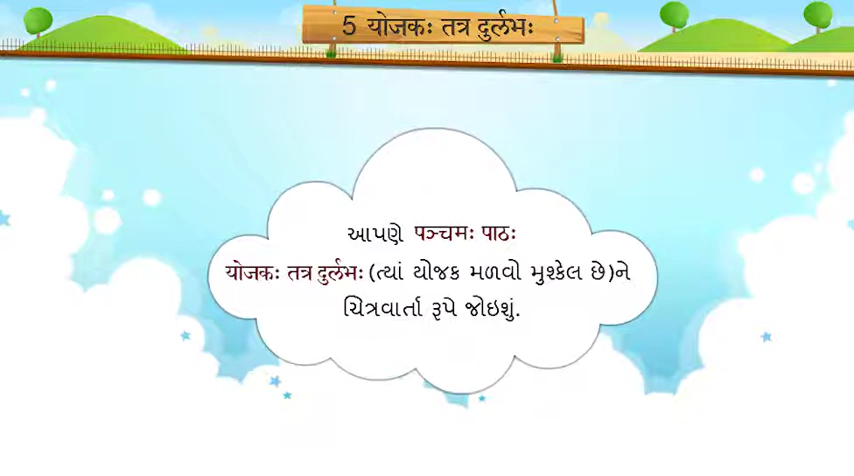 5 योजकः तत्र दुर्लभः
આપણે पञ्चमः पाठः
योजकः तत्र दुर्लभः (ત્યાં યોજક મળવો મુશ્કેલ છે)ને
ચિત્રવાર્તા રૂપે જોઇશું.